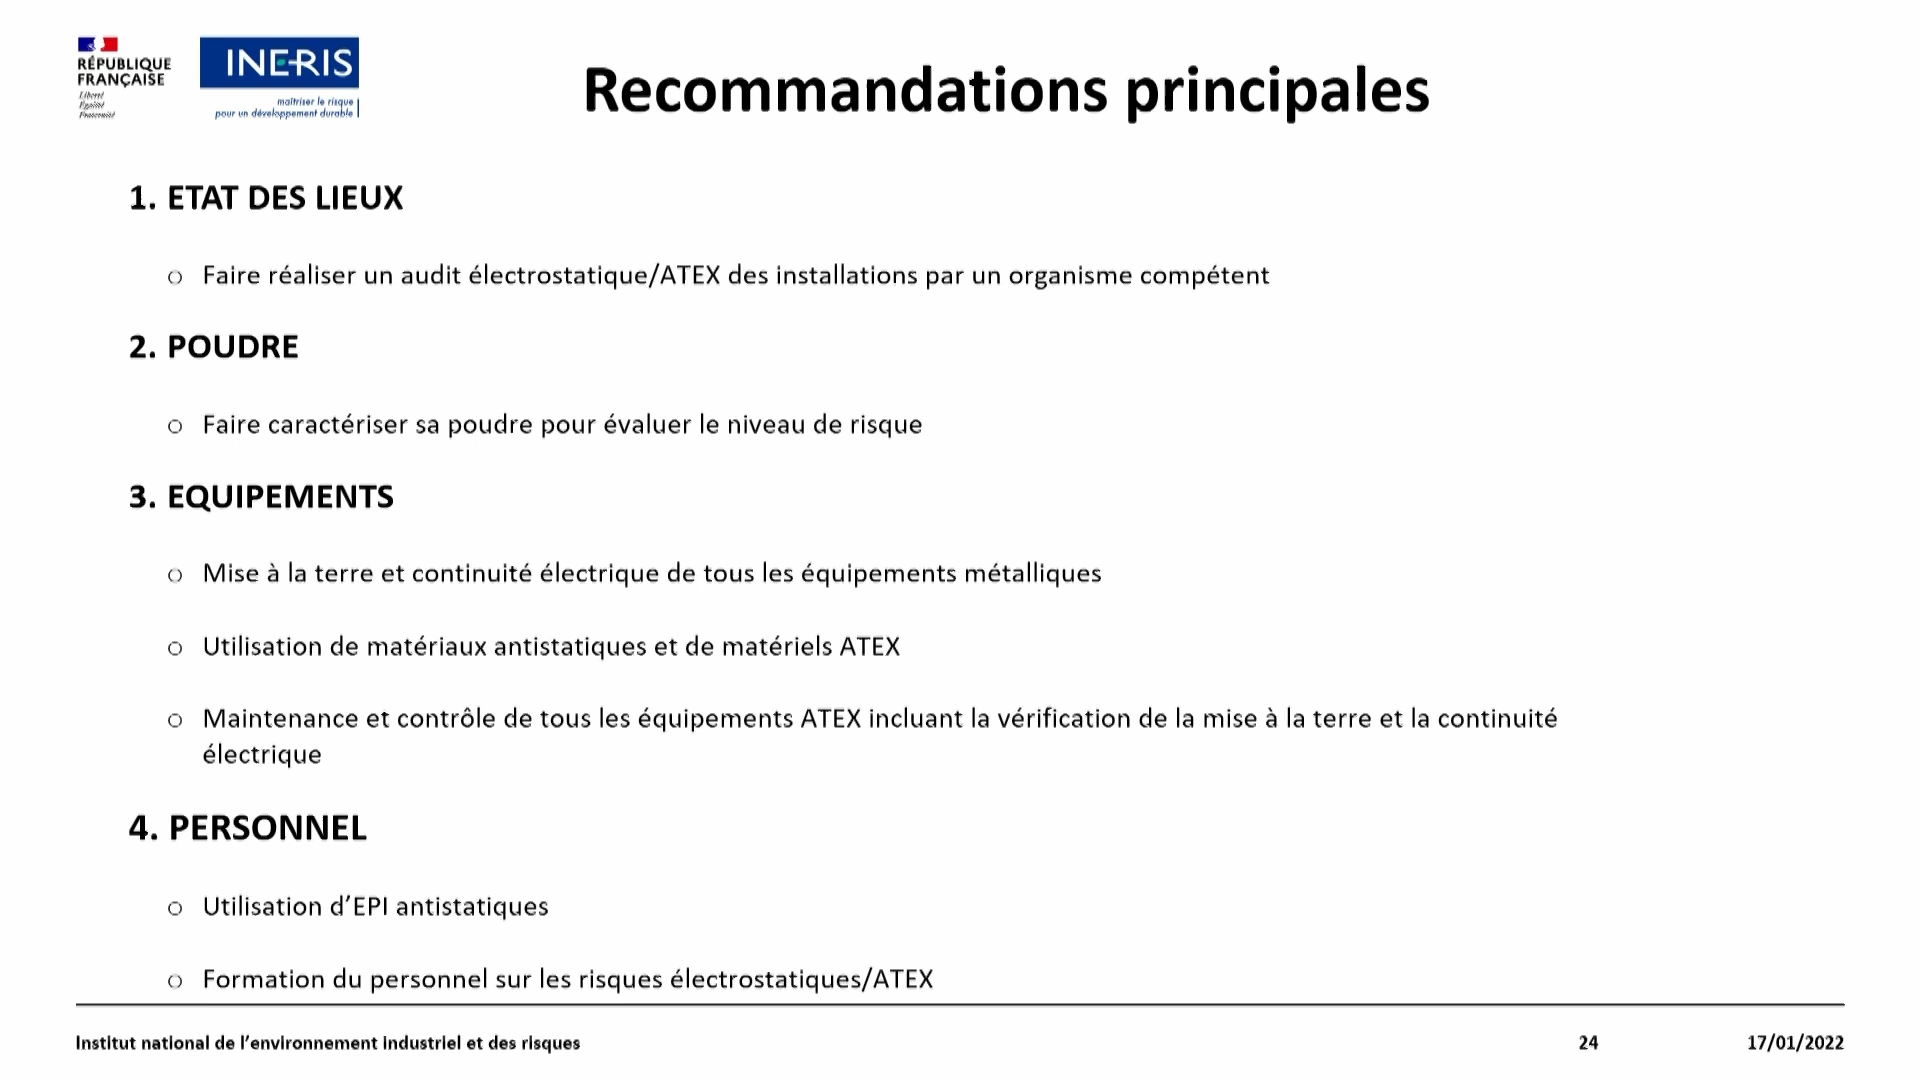 RÉPUBLIQUE
FRANÇAISE
Liberté
Égalité
Fraternité
INERIS
maîtriser le risque
pour un développement durable
Recommandations principales
1. ETAT DES LIEUX
o Faire réaliser un audit électrostatique/ATEX des installations par un organisme compétent
2. POUDRE
o Faire caractériser sa poudre pour évaluer le niveau de risque
3. EQUIPEMENTS
o Mise à la terre et continuité électrique de tous les équipements métalliques
o Utilisation de matériaux antistatiques et de matériels ATEX
o Maintenance et contrôle de tous les équipements ATEX incluant la vérification de la mise à la terre et la continuité
électrique
4. PERSONNEL
o Utilisation d’EPI antistatiques
o Formation du personnel sur les risques électrostatiques/ATEX
Institut national de l’environnement industriel et des risques
24
17/01/2022